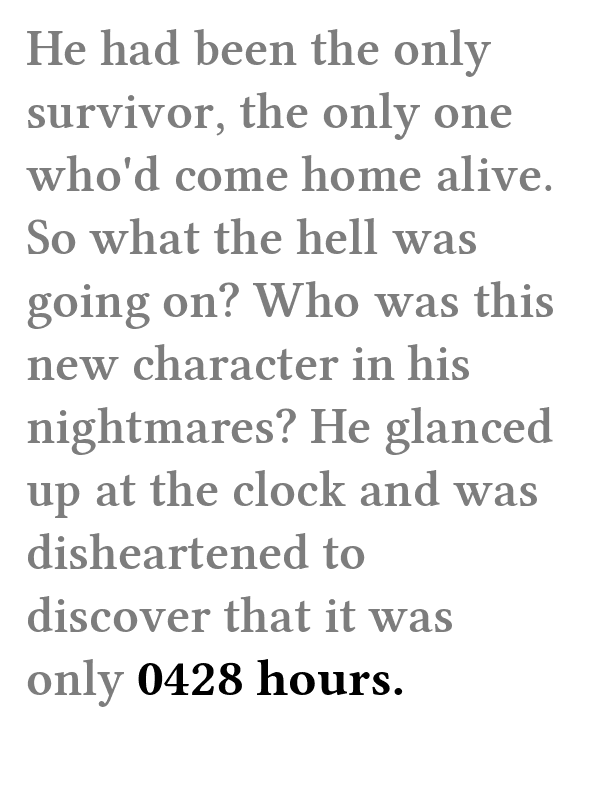 He had been the only
survivor, the only one
who'd come home alive.
So what the hell was
going on? Who was this
new character in his
nightmares? He glanced
up at the clock and was
disheartened to
discover that it was
only 0428 hours.